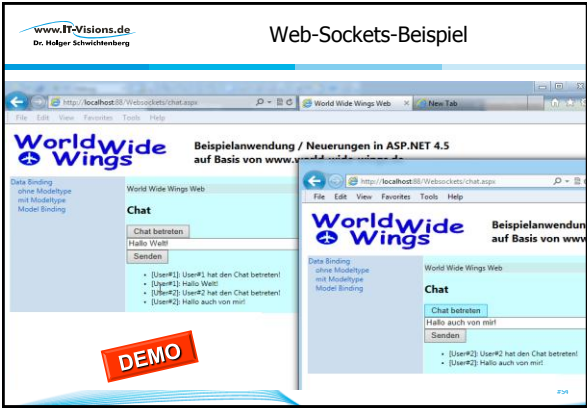 www.IT-Visions.de
Dr. Holger Schwichtenberg
Web-Sockets-Beispiel
http://localhost:88/Websockets/chat.aspx
World Wide Wings Web
New Tab
File Edit View Favorites Tools Help
WorldWide
Wings
Beispielanwendung / Neuerungen in ASP.NET 4.5
auf Basis von www.world-wide-wings.de
Data Binding
ohne Modeltype
mit Modeltype
Model Binding
World Wide Wings Web
Chat
Chat betreten
Hallo Welt!
Senden
[User#1]: User#1 hat den Chat betreten!
[User#1]: Hallo Welt!
[User#2]: User#2 hat den Chat betreten!
[User#2]: Hallo auch von mir!
http://localhost:88/Websockets/chat.aspx
File Edit View Favorites Tools Help
WorldWide
Wings
Beispielanwendun
auf Basis von www
Data Binding
ohne Modeltype
mit Modeltype
Model Binding
World Wide Wings Web
Chat
Chat betreten
Hallo auch von mir!
Senden
[User#2]: User#2 hat den Chat betreten!
[User#2]: Hallo auch von mir!
DEMO